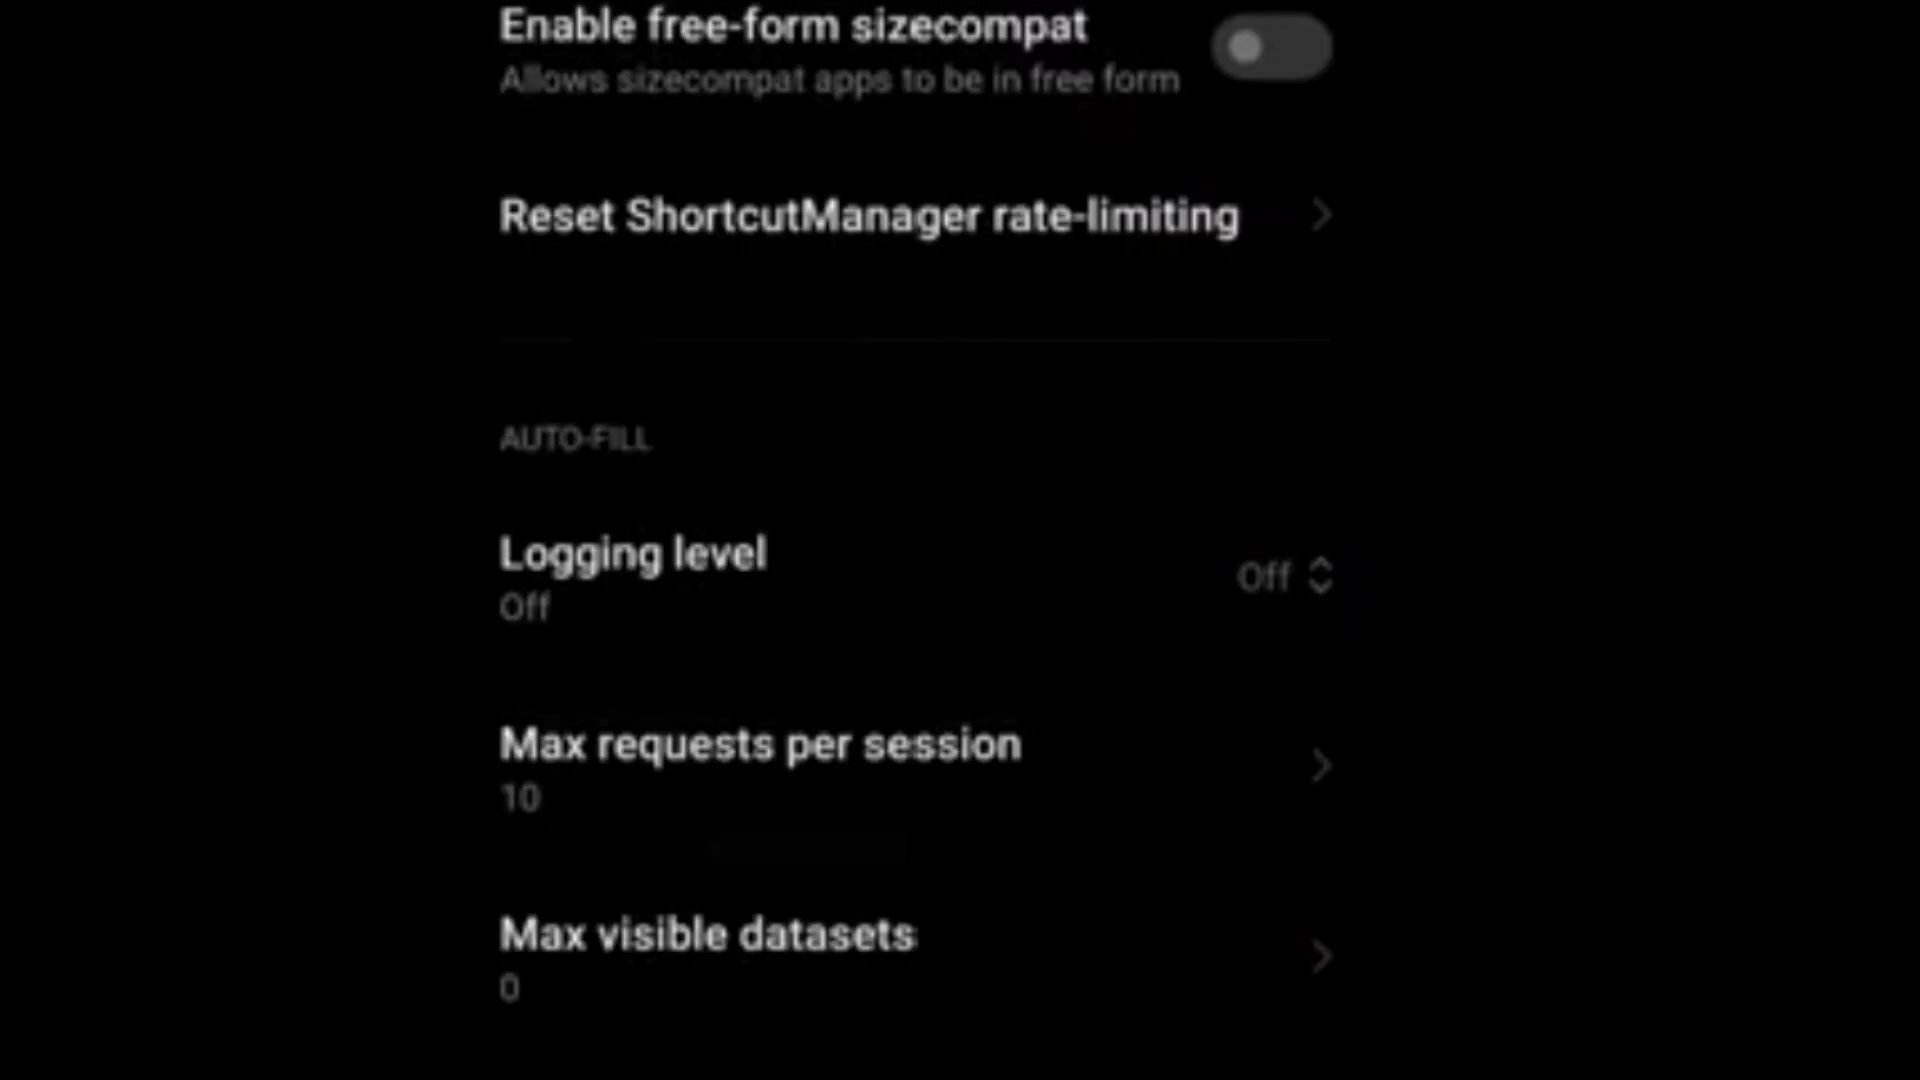 Enable free-form sizecompat
Allows sizecompat apps to be in free form
Reset ShortcutManager rate-limiting
AUTO-FILL
Logging level
Off
Off
Max requests per session
10
Max visible datasets
0